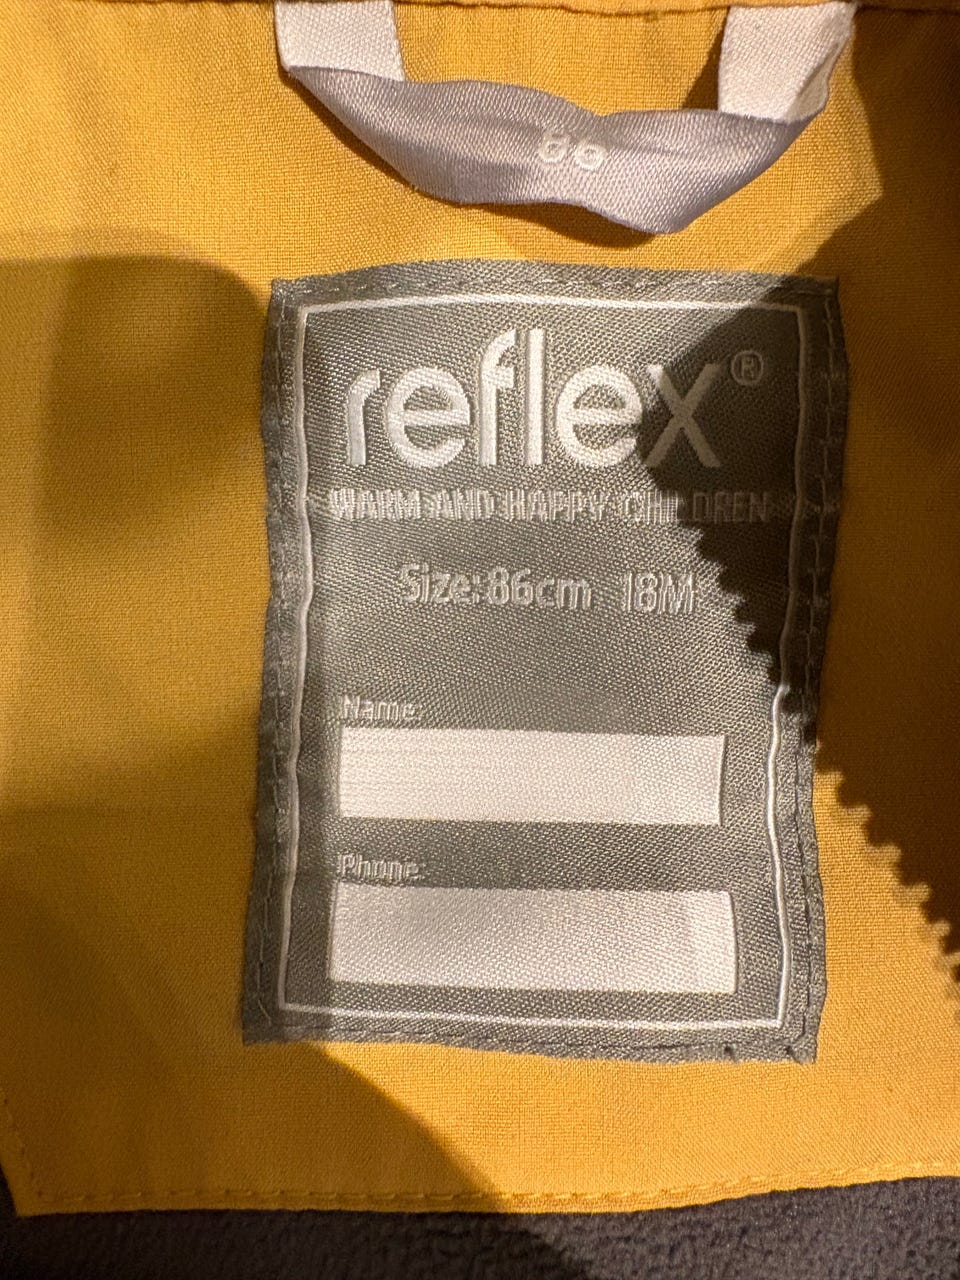 86
reflex®
WARM AND HAPPY CHILDREN
Size:86cm 18M
Name:
Phone: